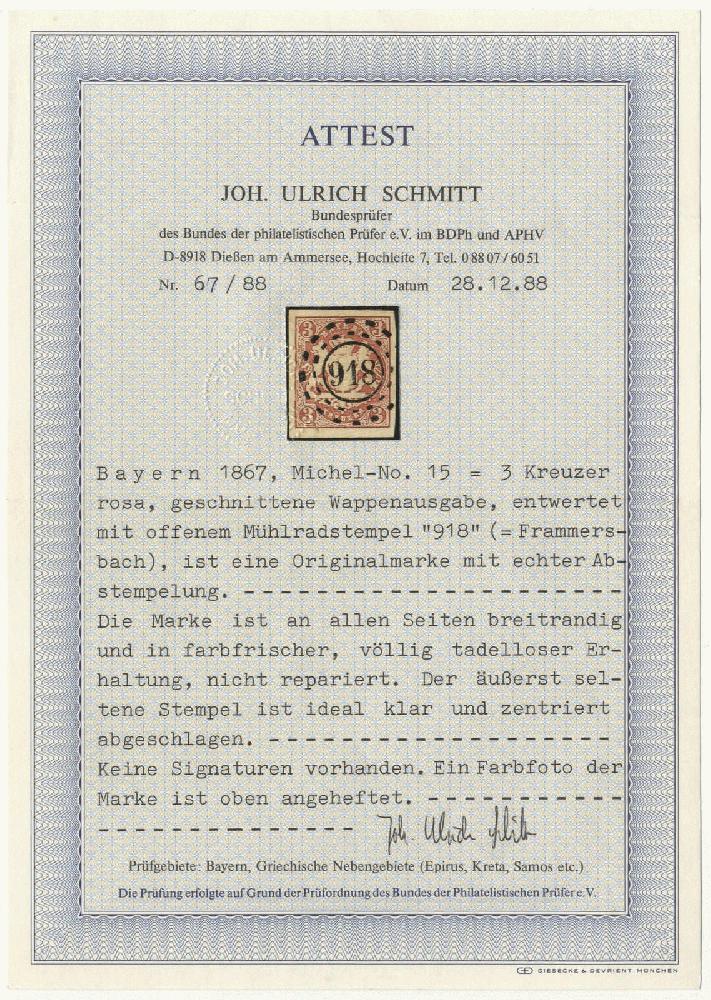 ATTEST
JOH. ULRICH SCHMITT
Bundesprüfer
des Bundes der philatelistischen Prüfer e.V. im BDPh und APHV
D-8918 Dießen am Ammersee, Hochleite 7, Tel. 08807/6051
Nr. 67/88 Datum 28.12.88
3 3
918
3 3
Bayern 1867, Michel-No. 15 = 3 Kreuzer
rosa, geschnittene Wappenausgabe, entwertet
mit offenem Mühlradstempel "918" (=Frammers-
bach), ist eine Originalmarke mit echter Ab-
stempelung. - - - - - - - - - - - - - - - - - - - - -
Die Marke ist an allen Seiten breitrandig
und in farbfrischer, völlig tadelloser Er-
haltung, nicht repariert. Der äußerst sel-
tene Stempel ist ideal klar und zentriert
abgeschlagen. - - - - - - - - - - - - - - - - - - -
Keine Signaturen vorhanden. Ein Farbfoto der
Marke ist oben angeheftet. - - - - - - - - - - -
- - - - - - - - - - - - - - Joh. Ulrich Schmitt
Prüfgebiete: Bayern, Griechische Nebengebiete (Epirus, Kreta, Samos etc.)
Die Prüfung erfolgte auf Grund der Prüfordnung des Bundes der Philatelistischen Prüfer e.V.
GIESECKE & DEVRIENT MÜNCHEN